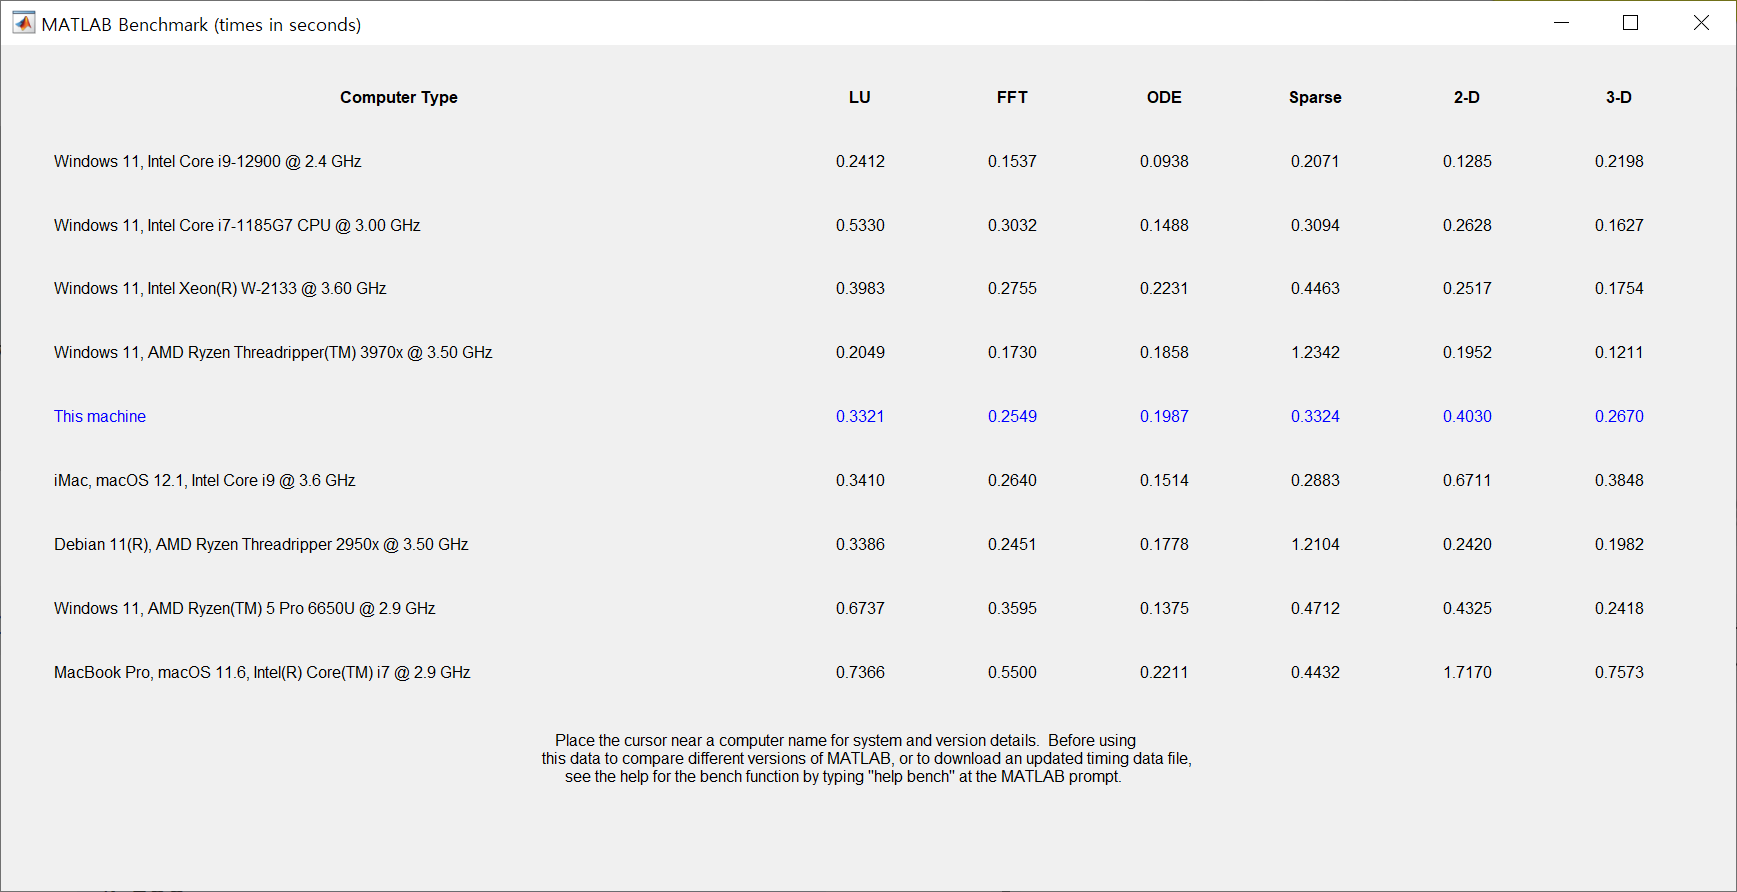 MATLAB Benchmark (times in seconds)
Computer Type LU FFT ODE Sparse 2-D 3-D
Windows 11, Intel Core i9-12900 @ 2.4 GHz 0.2412 0.1537 0.0938 0.2071 0.1285 0.2198
Windows 11, Intel Core i7-1185G7 CPU @ 3.00 GHz 0.5330 0.3032 0.1488 0.3094 0.2628 0.1627
Windows 11, Intel Xeon(R) W-2133 @ 3.60 GHz 0.3983 0.2755 0.2231 0.4463 0.2517 0.1754
Windows 11, AMD Ryzen Threadripper(TM) 3970x @ 3.50 GHz 0.2049 0.1730 0.1858 1.2342 0.1952 0.1211
This machine 0.3321 0.2549 0.1987 0.3324 0.4030 0.2670
iMac, macOS 12.1, Intel Core i9 @ 3.6 GHz 0.3410 0.2640 0.1514 0.2883 0.6711 0.3848
Debian 11(R), AMD Ryzen Threadripper 2950x @ 3.50 GHz 0.3386 0.2451 0.1778 1.2104 0.2420 0.1982
Windows 11, AMD Ryzen(TM) 5 Pro 6650U @ 2.9 GHz 0.6737 0.3595 0.1375 0.4712 0.4325 0.2418
MacBook Pro, macOS 11.6, Intel(R) Core(TM) i7 @ 2.9 GHz 0.7366 0.5500 0.2211 0.4432 1.7170 0.7573
Place the cursor near a computer name for system and version details. Before using
this data to compare different versions of MATLAB, or to download an updated timing data file,
see the help for the bench function by typing "help bench" at the MATLAB prompt.